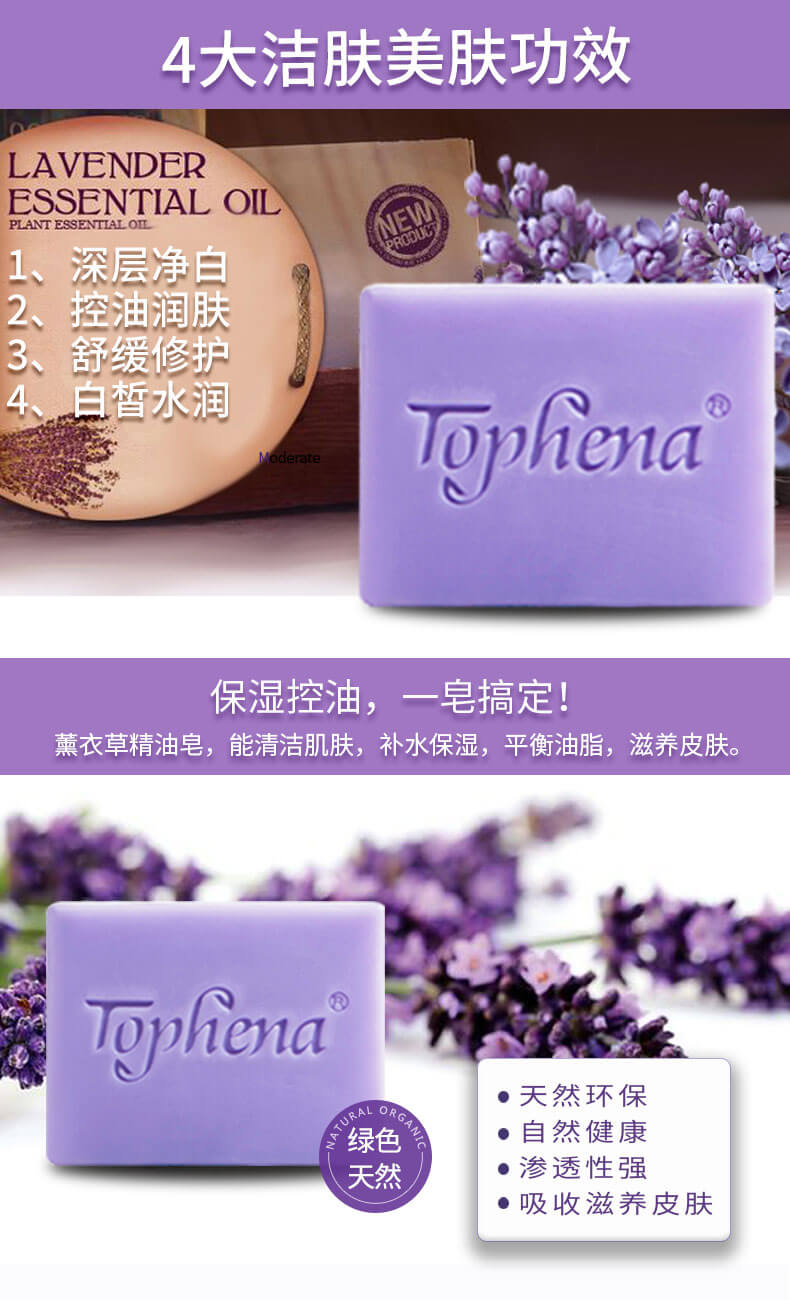 4大洁肤美肤功效
LAVENDER
ESSENTIAL OIL
PLANT ESSENTIAL OIL
1、深层净白
2、控油润肤
3、舒缓修护
4、白皙水润
NEW
PRODUCT
Moderate
Tophena®
保湿控油，一皂搞定！
薰衣草精油皂，能清洁肌肤，补水保湿，平衡油脂，滋养皮肤。
Tophena®
NATURAL ORGANIC
绿色
天然
• 天然环保
• 自然健康
• 渗透性强
• 吸收滋养皮肤